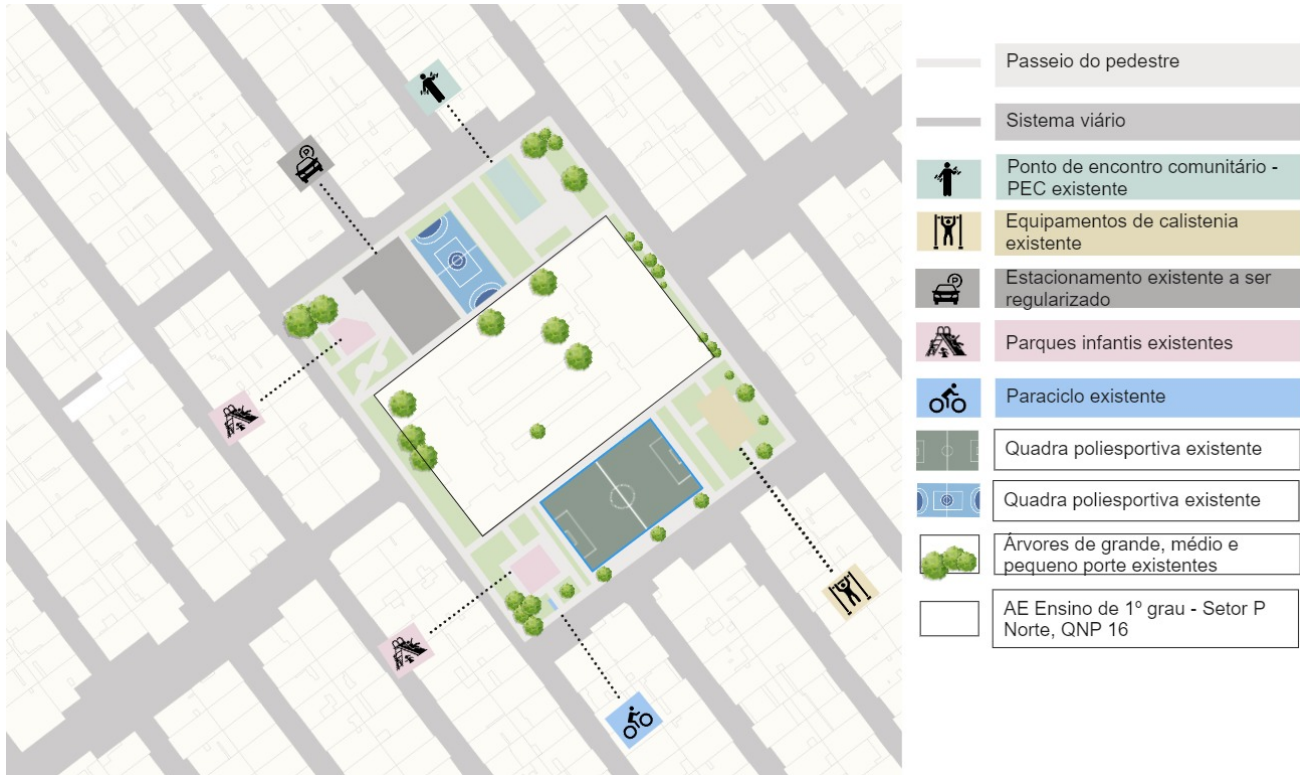 Passeio do pedestre
Sistema viário
Ponto de encontro comunitário -
PEC existente
Equipamentos de calistenia
existente
Estacionamento existente a ser
regularizado
Parques infantis existentes
Paraciclo existente
Quadra poliesportiva existente
Quadra poliesportiva existente
Árvores de grande, médio e
pequeno porte existentes
AE Ensino de 1º grau - Setor P
Norte, QNP 16